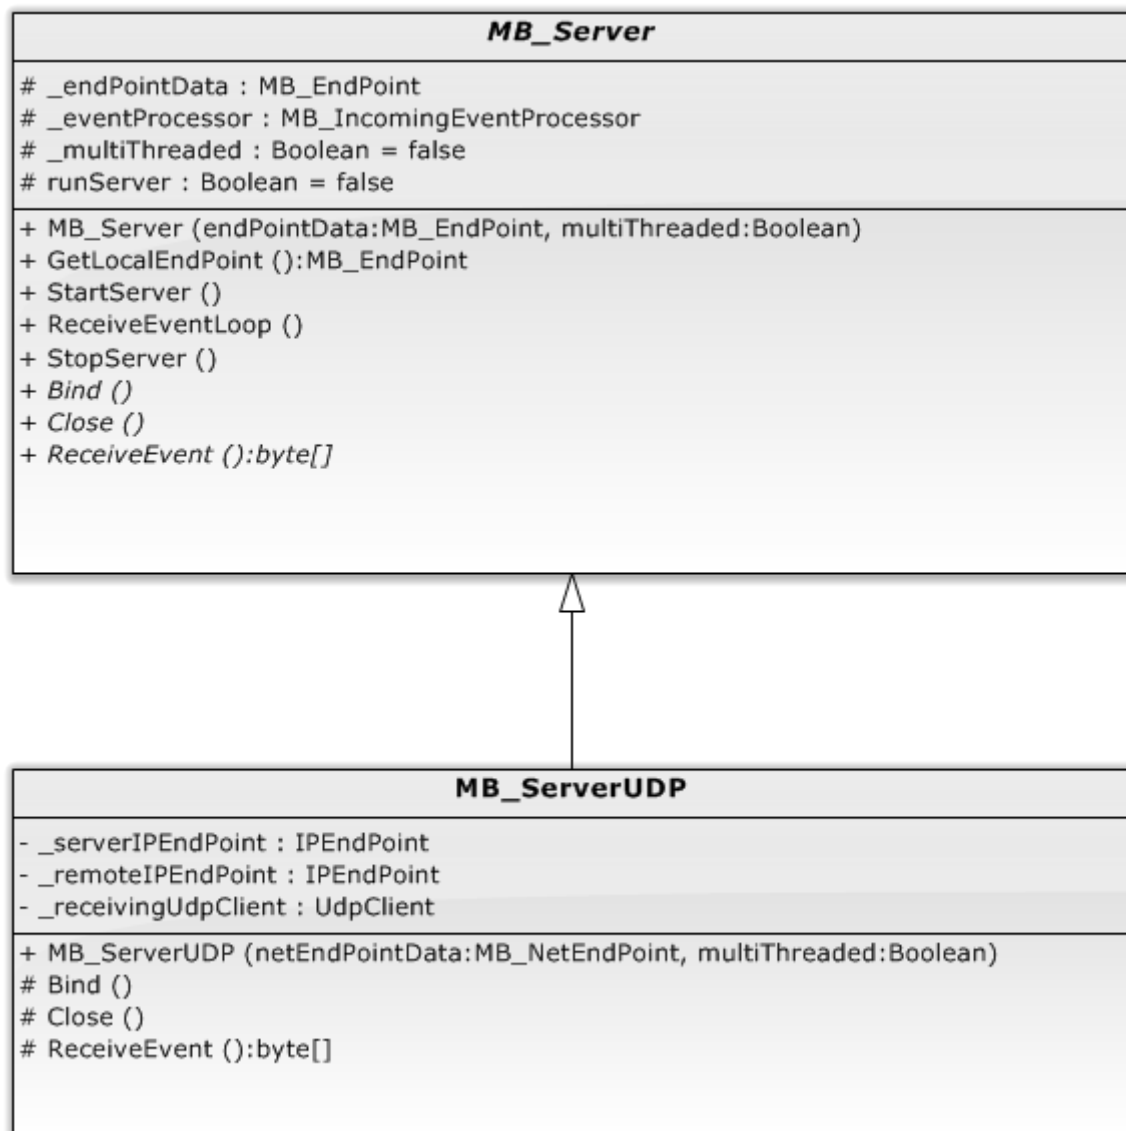 MB_Server
# _endPointData : MB_EndPoint
# _eventProcessor : MB_IncomingEventProcessor
# _multiThreaded : Boolean = false
# runServer : Boolean = false
+ MB_Server (endPointData:MB_EndPoint, multiThreaded:Boolean)
+ GetLocalEndPoint ():MB_EndPoint
+ StartServer ()
+ ReceiveEventLoop ()
+ StopServer ()
+ Bind ()
+ Close ()
+ ReceiveEvent ():byte[]
MB_ServerUDP
- _serverIPEndPoint : IPEndPoint
- _remoteIPEndPoint : IPEndPoint
- _receivingUdpClient : UdpClient
+ MB_ServerUDP (netEndPointData:MB_NetEndPoint, multiThreaded:Boolean)
# Bind ()
# Close ()
# ReceiveEvent ():byte[]